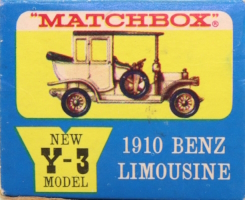 "MATCHBOX"®
NEW
Y-3
MODEL
1910 BENZ
LIMOUSINE